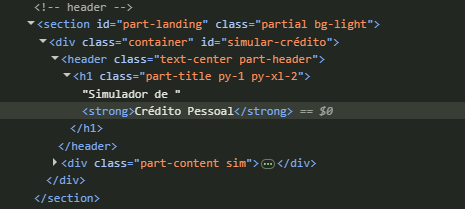 <!-- header -->
<section id="part-landing" class="partial bg-light">
<div class="container" id="simular-crédito">
<header class="text-center part-header">
<h1 class="part-title py-1 py-xl-2">
"Simulador de "
<strong>Crédito Pessoal</strong> == $0
</h1>
</header>
<div class="part-content sim">…</div>
</div>
</section>